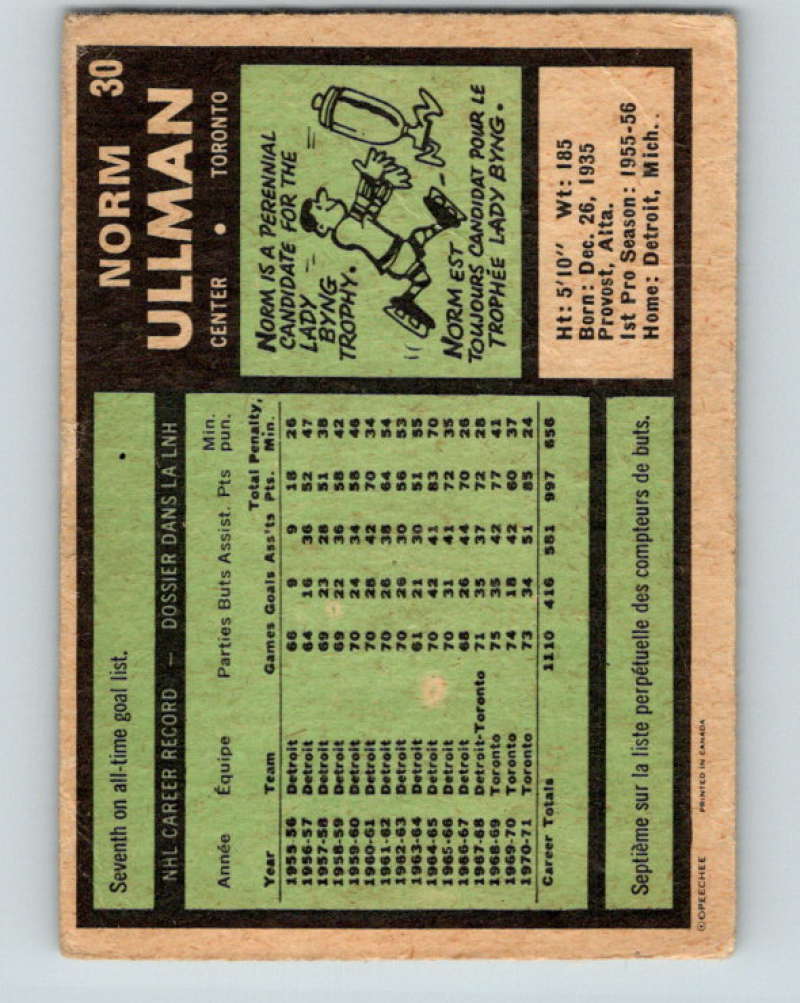 NORM 30
ULLMAN
CENTER • TORONTO
Seventh on all-time goal list.
NHL CAREER RECORD — DOSSIER DANS LA LNH
Min.
Année Équipe Parties Buts Assist. Pts pun.
Total Penalty,
Year Team Games Goals Ass'ts Pts. Min.
1955-56 Detroit 66 9 9 18 26
1956-57 Detroit 64 16 36 52 47
1957-58 Detroit 69 23 28 51 38
1958-59 Detroit 69 22 36 58 42
1959-60 Detroit 70 24 34 58 46
1960-61 Detroit 70 28 42 70 34
1961-62 Detroit 70 26 38 64 54
1962-63 Detroit 70 26 30 56 53
1963-64 Detroit 61 21 30 51 55
1964-65 Detroit 70 42 41 83 70
1965-66 Detroit 70 31 41 72 35
1966-67 Detroit 68 26 44 70 26
1967-68 Detroit-Toronto 71 35 37 72 28
1968-69 Toronto 75 35 42 77 41
1969-70 Toronto 74 18 42 60 37
1970-71 Toronto 73 34 51 85 24
Career Totals 1110 416 581 997 656
Septième sur la liste perpétuelle des compteurs de buts.
NORM IS A PERENNIAL
CANDIDATE FOR THE
LADY
BYNG
TROPHY.
NORM EST
TOUJOURS CANDIDAT POUR LE
TROPHÉE LADY BYNG.
Ht: 5'10" Wt: 185
Born: Dec. 26, 1935
Provost, Alta.
1st Pro Season: 1955-56
Home: Detroit, Mich.
©OPEECHEE PRINTED IN CANADA